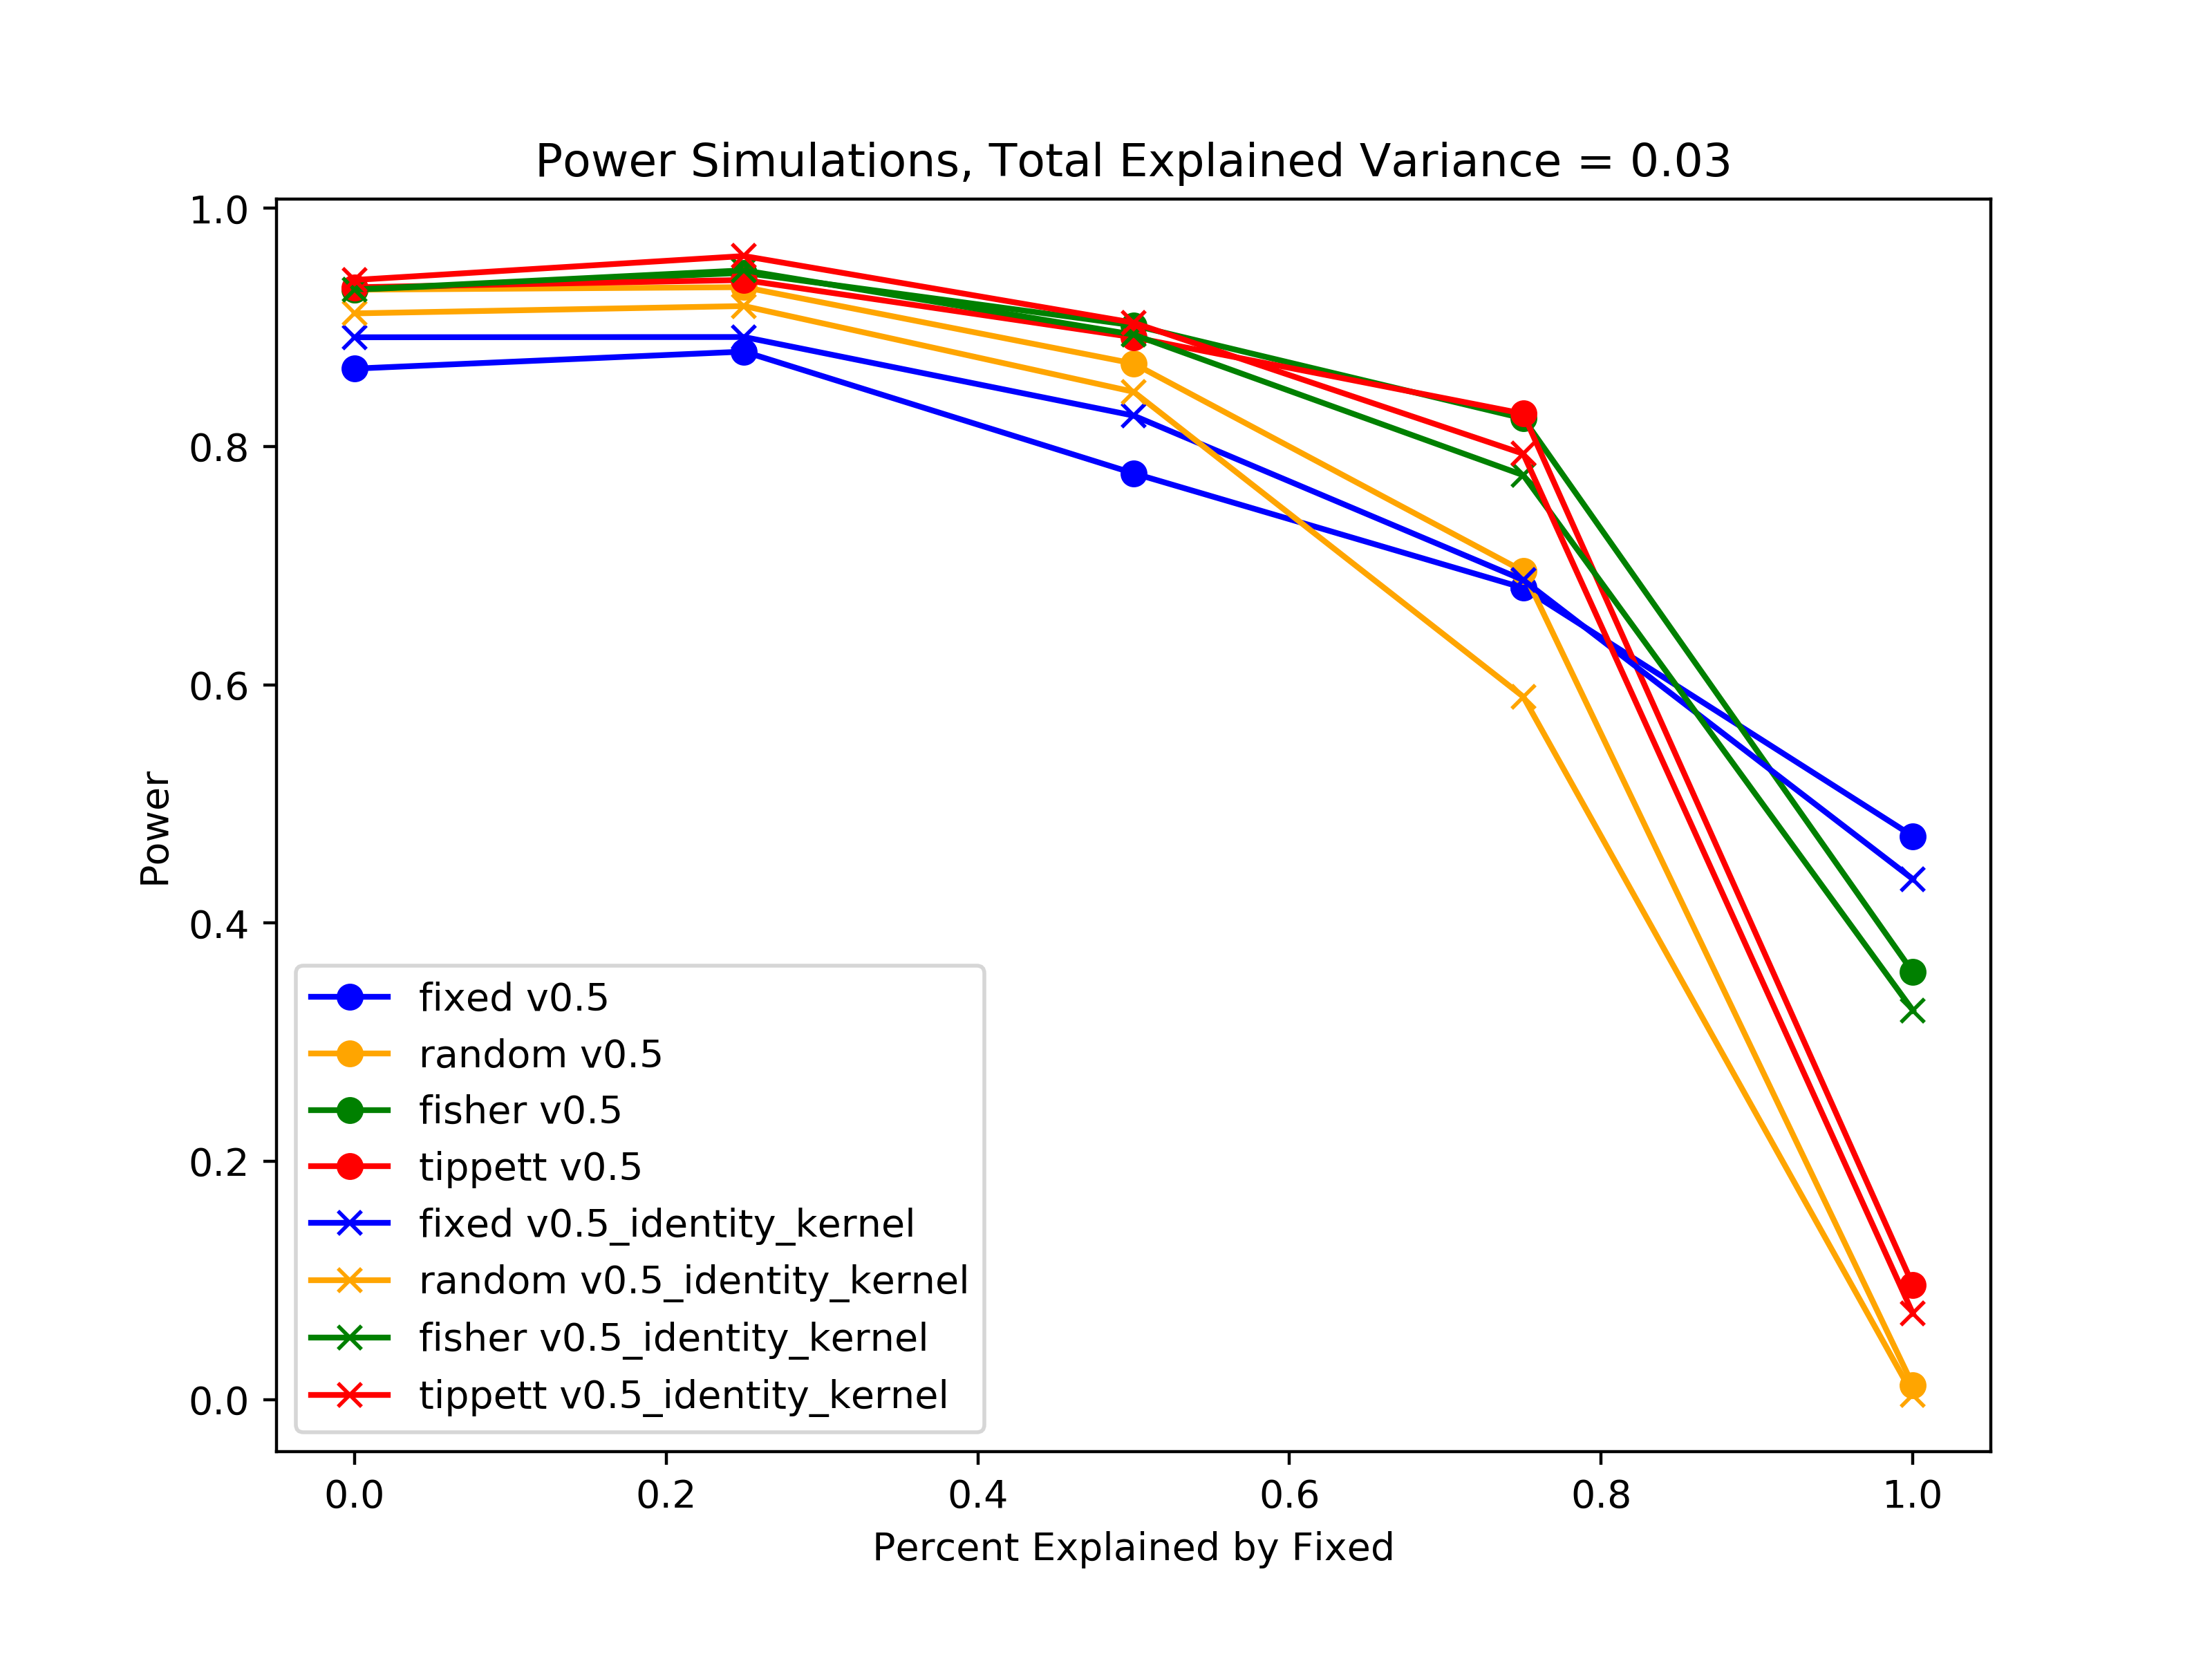 Power Simulations, Total Explained Variance = 0.03
1.0
0.8
0.6
0.4
0.2
0.0
Power
fixed v0.5
random v0.5
fisher v0.5
tippett v0.5
fixed v0.5_identity_kernel
random v0.5_identity_kernel
fisher v0.5_identity_kernel
tippett v0.5_identity_kernel
0.0 0.2 0.4 0.6 0.8 1.0
Percent Explained by Fixed